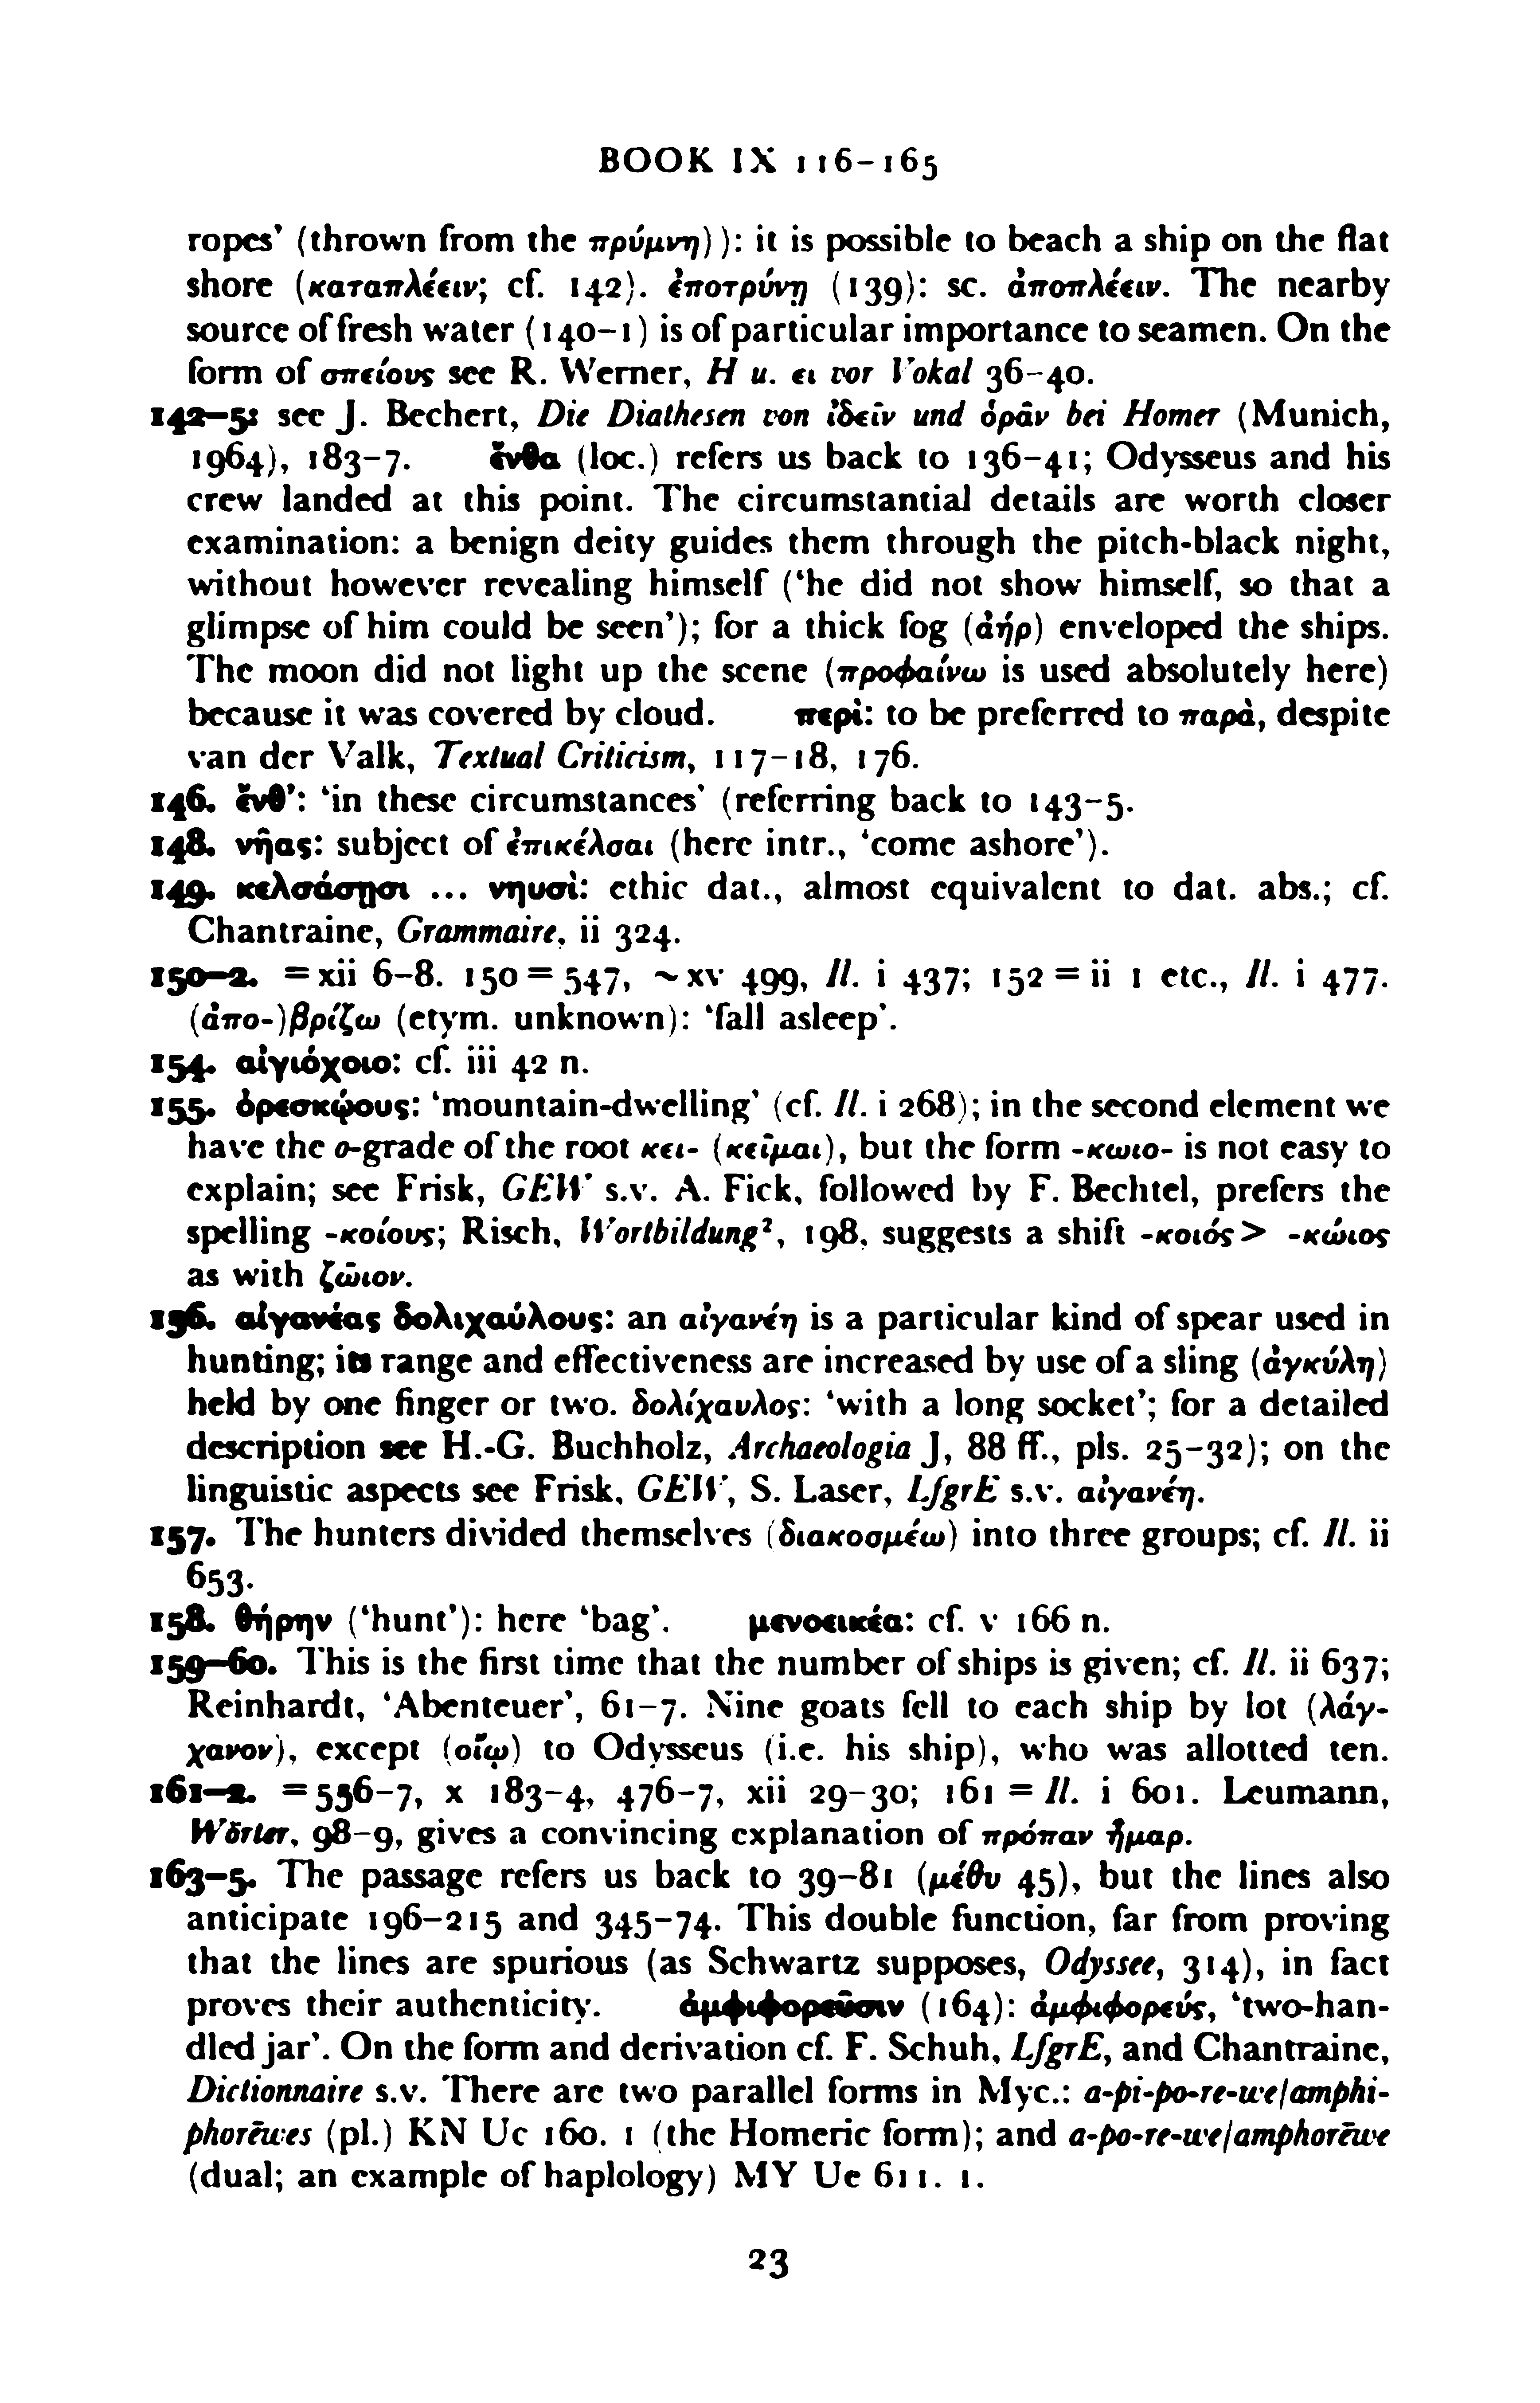 BOOK IX 116–165
ropes’ (thrown from the πρύμνη)): it is possible to beach a ship on the flat
shore (καταπλέειν; cf. 142). ἐποτρύνῃ (139): sc. ἀποπλέειν. The nearby
source of fresh water (140–1) is of particular importance to seamen. On the
form of σπείους see R. Werner, H u. ει vor Vokal 36–40.
142–5: see J. Bechert, Die Diathesen von ἰδεῖν und ὁρᾶν bei Homer (Munich,
1964), 183–7. ἔνθα (loc.) refers us back to 136–41; Odysseus and his
crew landed at this point. The circumstantial details are worth closer
examination: a benign deity guides them through the pitch-black night,
without however revealing himself (‘he did not show himself, so that a
glimpse of him could be seen’); for a thick fog (ἀήρ) enveloped the ships.
The moon did not light up the scene (προφαίνω is used absolutely here)
because it was covered by cloud. περὶ: to be preferred to παρὰ, despite
van der Valk, Textual Criticism, 117–18, 176.
146. ἔνθ’: ‘in these circumstances’ (referring back to 143–5.
148. νῆας: subject of ἐπικέλσαι (here intr., ‘come ashore’).
149. κελσάσῃσι ... νηυσὶ: ethic dat., almost equivalent to dat. abs.; cf.
Chantraine, Grammaire, ii 324.
150–2. = xii 6–8. 150 = 547, ~ xv 499, Il. i 437; 152 = ii 1 etc., Il. i 477.
(ἀπο-)βρίζω (etym. unknown): ‘fall asleep’.
154. αἰγιόχοιο: cf. iii 42 n.
155. ὀρεσκῴους: ‘mountain-dwelling’ (cf. Il. i 268); in the second element we
have the o-grade of the root κει- (κεῖμαι), but the form -κωιο- is not easy to
explain; see Frisk, GEW s.v. A. Fick, followed by F. Bechtel, prefers the
spelling -κοίους; Risch, Wortbildung², 198, suggests a shift -κοιός > -κώιος
as with ζώιον.
156. αἰγανέας δολιχαύλους: an αἰγανέη is a particular kind of spear used in
hunting; its range and effectiveness are increased by use of a sling (ἀγκύλη)
held by one finger or two. δολίχαυλος: ‘with a long socket’; for a detailed
description see H.-G. Buchholz, Archaeologia J, 88 ff., pls. 25–32); on the
linguistic aspects see Frisk, GEW, S. Laser, LfgrE s.v. αἰγανέη.
157. The hunters divided themselves (διακοσμέω) into three groups; cf. Il. ii
653.
158. θήρην (‘hunt’): here ‘bag’. μενοεικέα: cf. v 166 n.
159–60. This is the first time that the number of ships is given; cf. Il. ii 637;
Reinhardt, ‘Abenteuer’, 61–7. Nine goats fell to each ship by lot (λάγ-
χανον), except (οἴῳ) to Odysseus (i.e. his ship), who was allotted ten.
161–2. = 556–7, x 183–4, 476–7, xii 29–30; 161 = Il. i 601. Leumann,
Wörter, 98–9, gives a convincing explanation of πρόπαν ἦμαρ.
163–5. The passage refers us back to 39–81 (μέθυ 45), but the lines also
anticipate 196–215 and 345–74. This double function, far from proving
that the lines are spurious (as Schwartz supposes, Odyssee, 314), in fact
proves their authenticity. ἀμφιφορεῦσιν (164): ἀμφιφορεύς, ‘two-han-
dled jar’. On the form and derivation cf. F. Schuh, LfgrE, and Chantraine,
Dictionnaire s.v. There are two parallel forms in Myc.: a-pi-po-re-we/amphi-
phorēwes (pl.) KN Uc 160. 1 (the Homeric form); and a-po-re-we/amphorēwe
(dual; an example of haplology) MY Ue 611. 1.
23